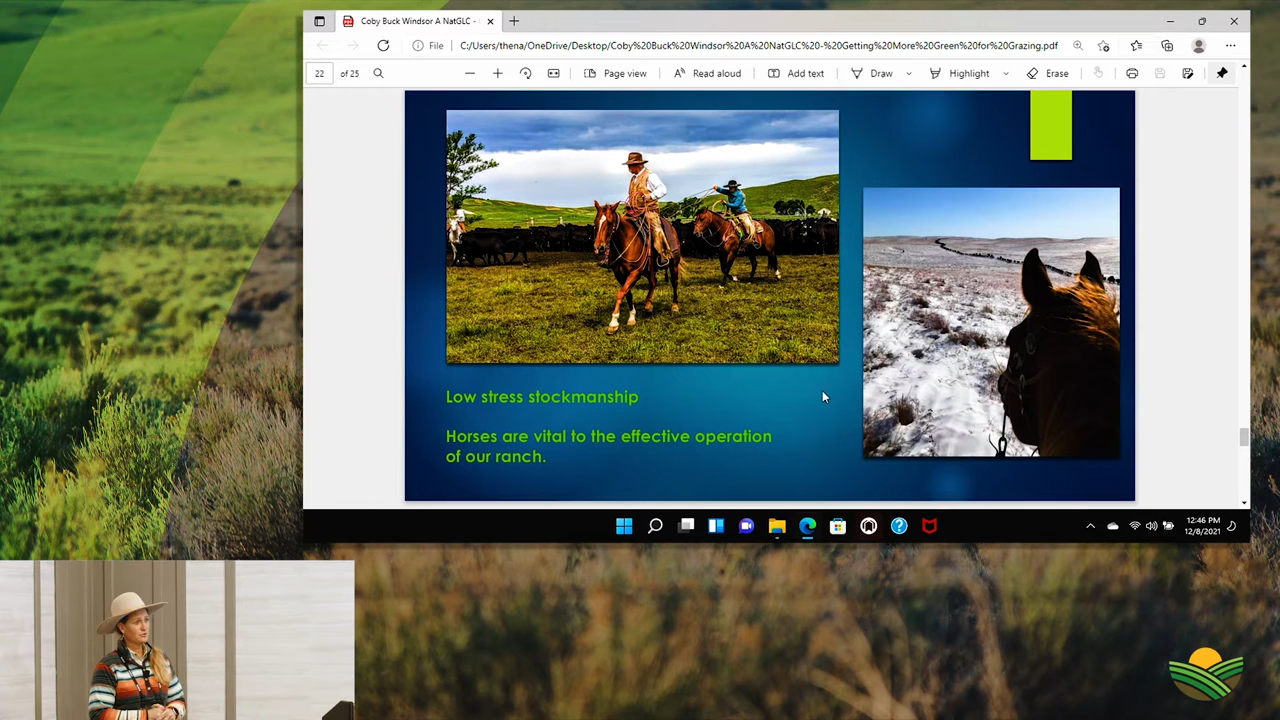 Coby Buck Windsor A NatGLC -
File
C:/Users/thena/OneDrive/Desktop/Coby%20Buck%20Windsor%20A%20NatGLC%20-%20Getting%20More%20Green%20for%20Grazing.pdf
22 of 25
Page view
Read aloud
Add text
Draw
Highlight
Erase
Low stress stockmanship
Horses are vital to the effective operation
of our ranch.
12:46 PM
12/8/2021